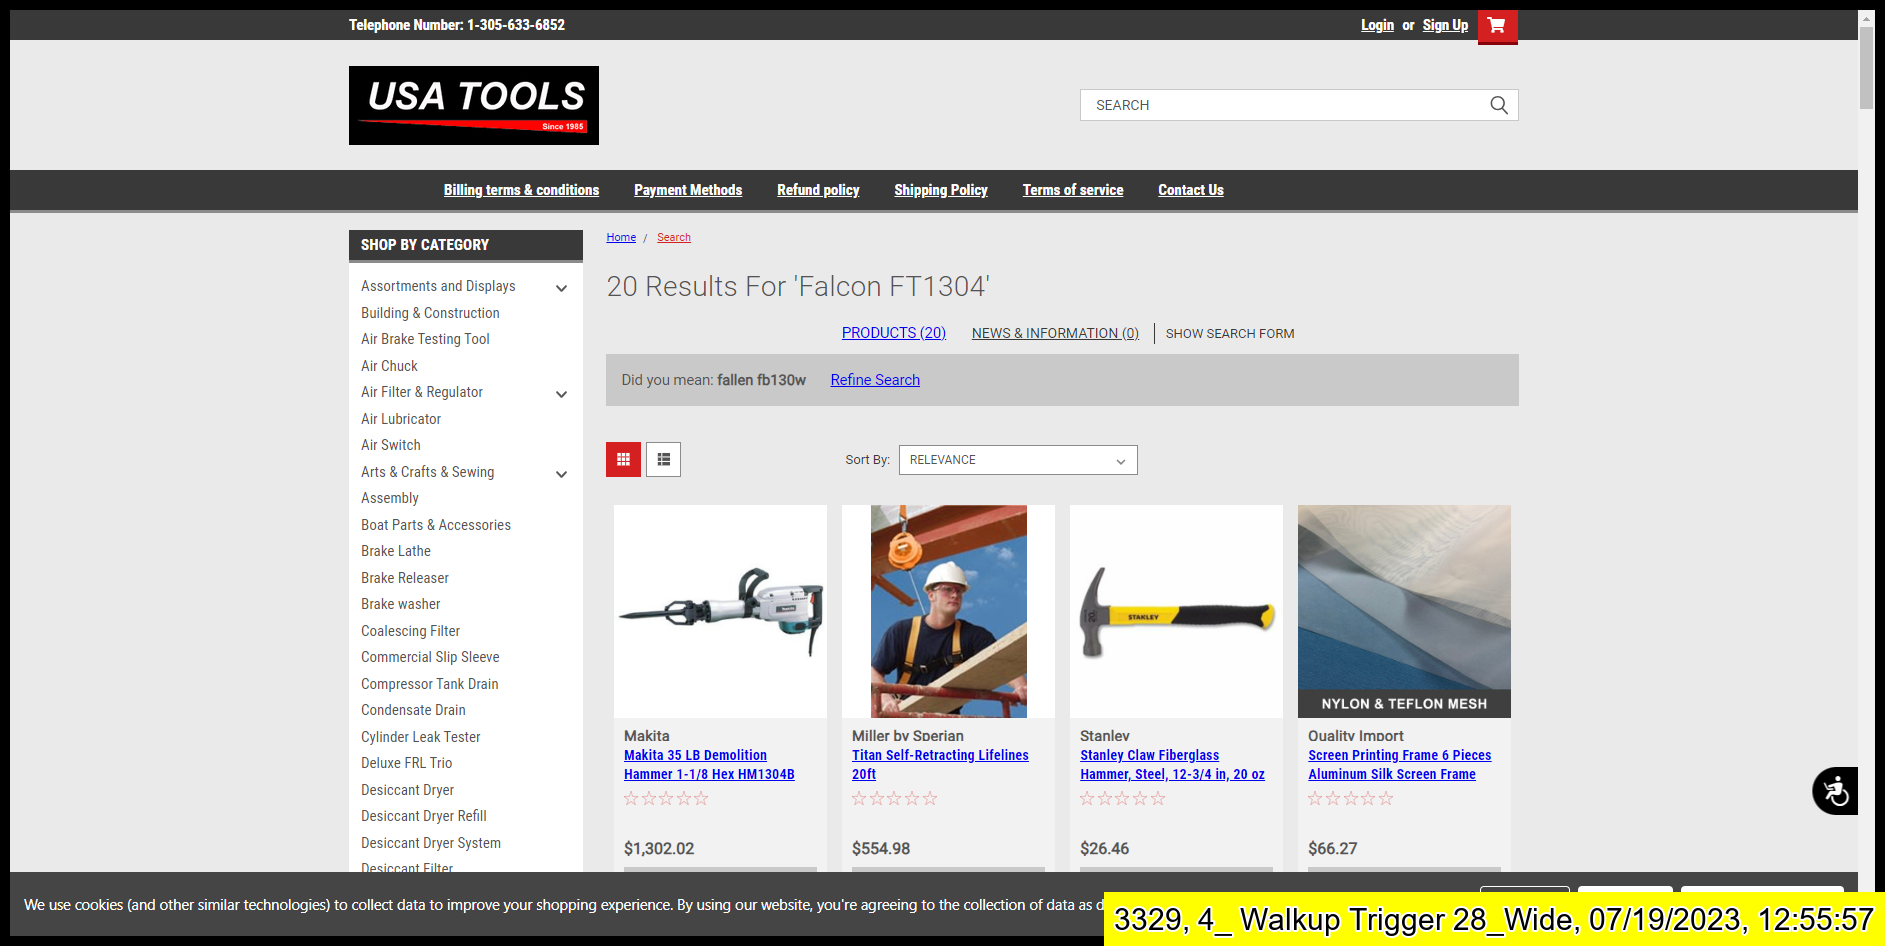 Telephone Number: 1-305-633-6852
Login or Sign Up
USA TOOLS
Since 1985
SEARCH
Billing terms & conditions
Payment Methods
Refund policy
Shipping Policy
Terms of service
Contact Us
SHOP BY CATEGORY
Assortments and Displays
Building & Construction
Air Brake Testing Tool
Air Chuck
Air Filter & Regulator
Air Lubricator
Air Switch
Arts & Crafts & Sewing
Assembly
Boat Parts & Accessories
Brake Lathe
Brake Releaser
Brake washer
Coalescing Filter
Commercial Slip Sleeve
Compressor Tank Drain
Condensate Drain
Cylinder Leak Tester
Deluxe FRL Trio
Desiccant Dryer
Desiccant Dryer Refill
Desiccant Dryer System
Desiccant Filter
Home / Search
20 Results For 'Falcon FT1304'
PRODUCTS (20)
NEWS & INFORMATION (0)
SHOW SEARCH FORM
Did you mean: fallen fb130w
Refine Search
Sort By:
RELEVANCE
Makita
Makita 35 LB Demolition
Hammer 1-1/8 Hex HM1304B
$1,302.02
Miller by Sperian
Titan Self-Retracting Lifelines
20ft
$554.98
STANLEY
Stanley
Stanley Claw Fiberglass
Hammer, Steel, 12-3/4 in, 20 oz
$26.46
NYLON & TEFLON MESH
Quality Import
Screen Printing Frame 6 Pieces
Aluminum Silk Screen Frame
$66.27
We use cookies (and other similar technologies) to collect data to improve your shopping experience. By using our website, you're agreeing to the collection of data as d
3329, 4_ Walkup Trigger 28_Wide, 07/19/2023, 12:55:57